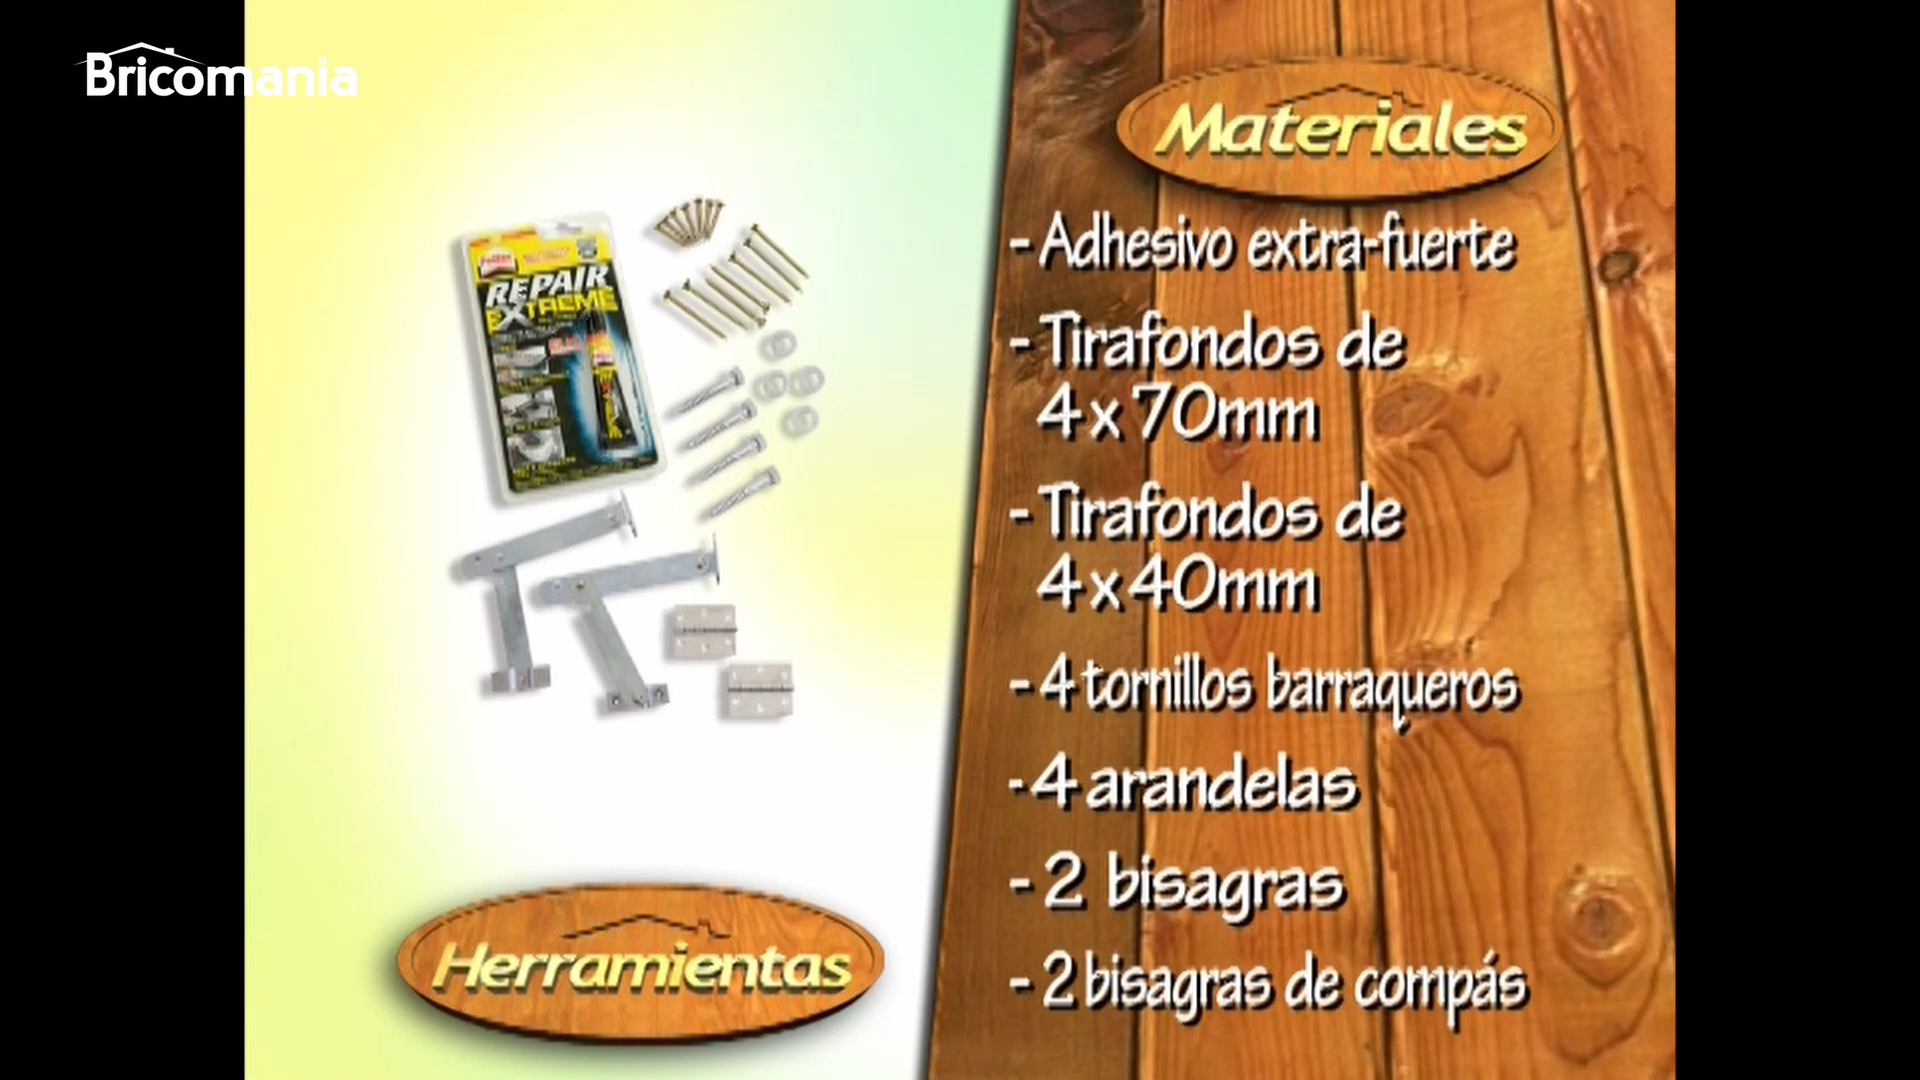 Bricomania
Materiales
- Adhesivo extra-fuerte
- Tirafondos de
4 x 70mm
- Tirafondos de
4 x 40mm
- 4 tornillos barraqueros
- 4 arandelas
- 2 bisagras
- 2 bisagras de compás
REPAIR
EXTREME
Herramientas